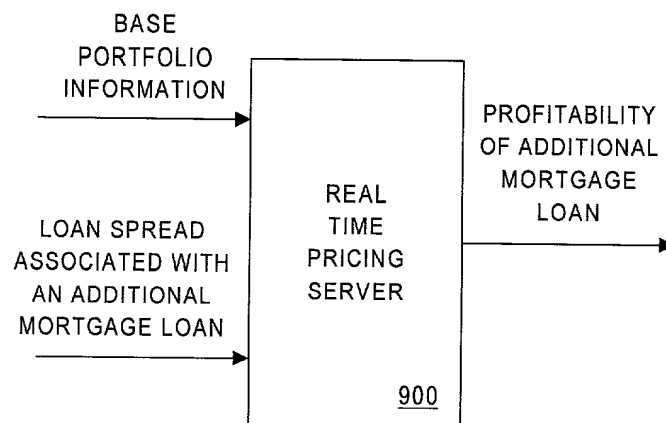 BASE
PORTFOLIO
INFORMATION
LOAN SPREAD
ASSOCIATED WITH
AN ADDITIONAL
MORTGAGE LOAN
REAL
TIME
PRICING
SERVER
900
PROFITABILITY
OF ADDITIONAL
MORTGAGE
LOAN